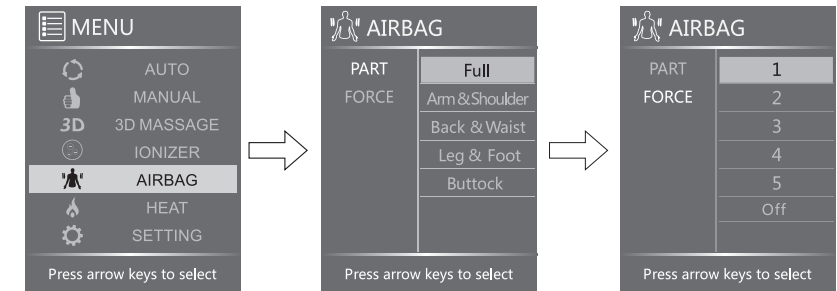 MENU
AUTO
MANUAL
3D 3D MASSAGE
IONIZER
AIRBAG
HEAT
SETTING
Press arrow keys to select
AIRBAG
PART Full
FORCE Arm & Shoulder
Back & Waist
Leg & Foot
Buttock
Press arrow keys to select
AIRBAG
PART 1
FORCE 2
3
4
5
Off
Press arrow keys to select